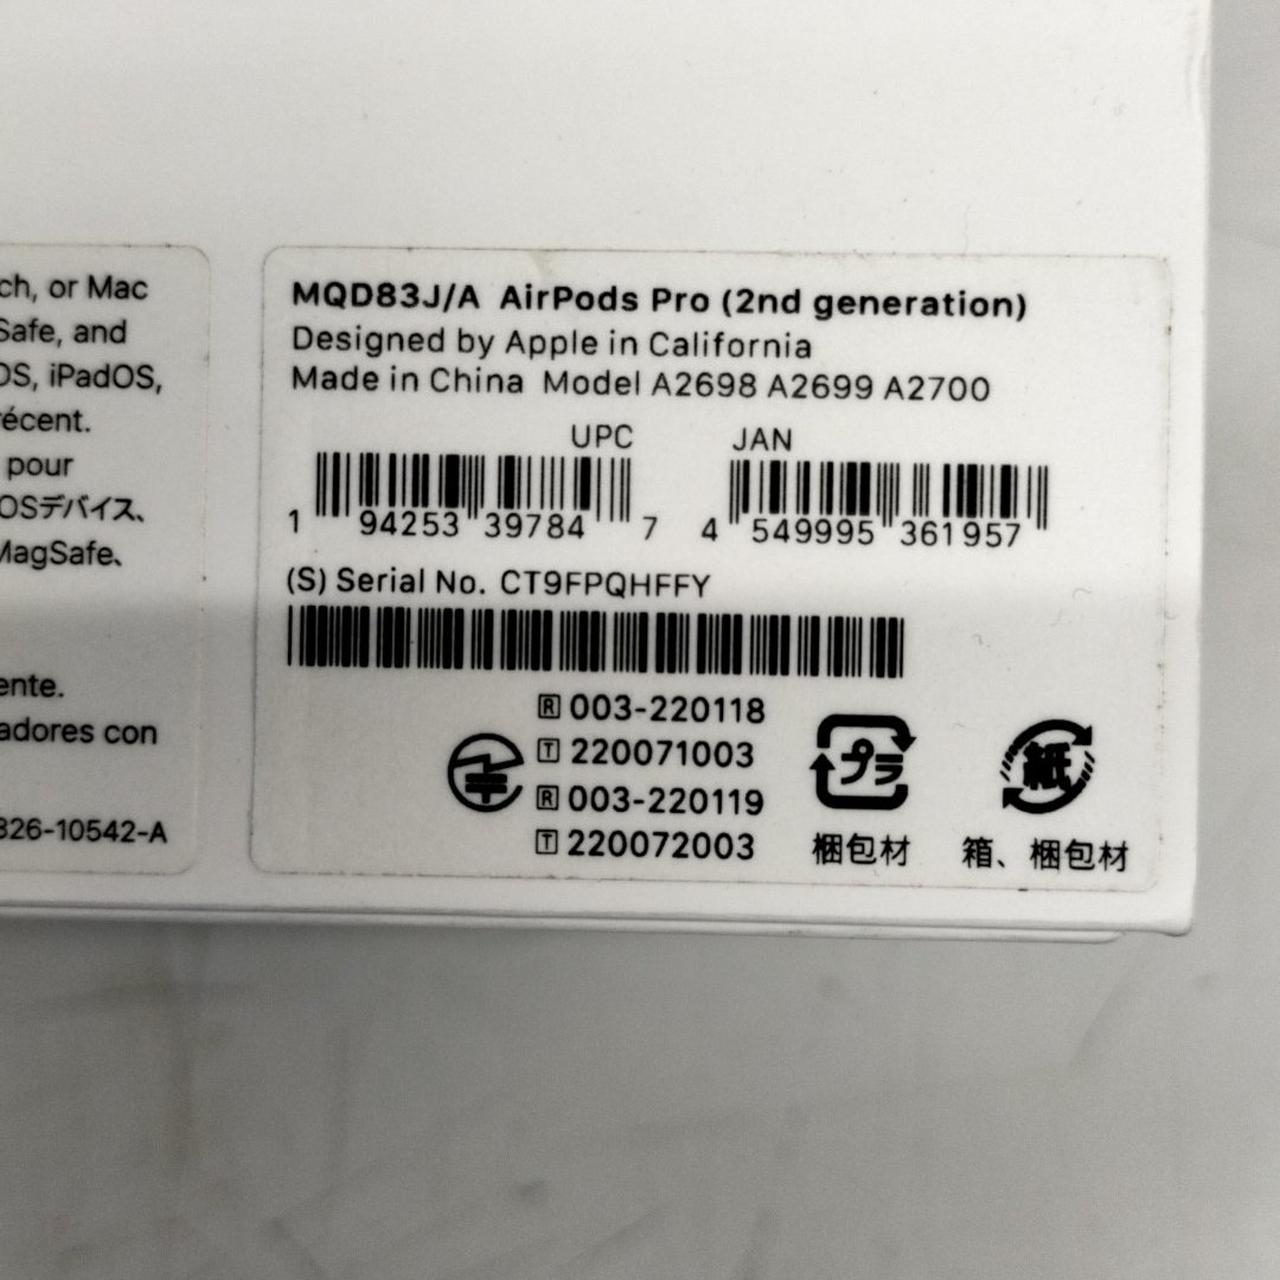 ch, or Mac
Safe, and
OS, iPadOS,
récent.
pour
OSデバイス、
MagSafe、
ente.
adores con
826-10542-A
MQD83J/A AirPods Pro (2nd generation)
Designed by Apple in California
Made in China Model A2698 A2699 A2700
UPC
1 94253 39784 7
JAN
4 549995 361957
(S) Serial No. CT9FPQHFFY
R 003-220118
T 220071003
R 003-220119
T 220072003
プラ
梱包材
紙
箱、梱包材